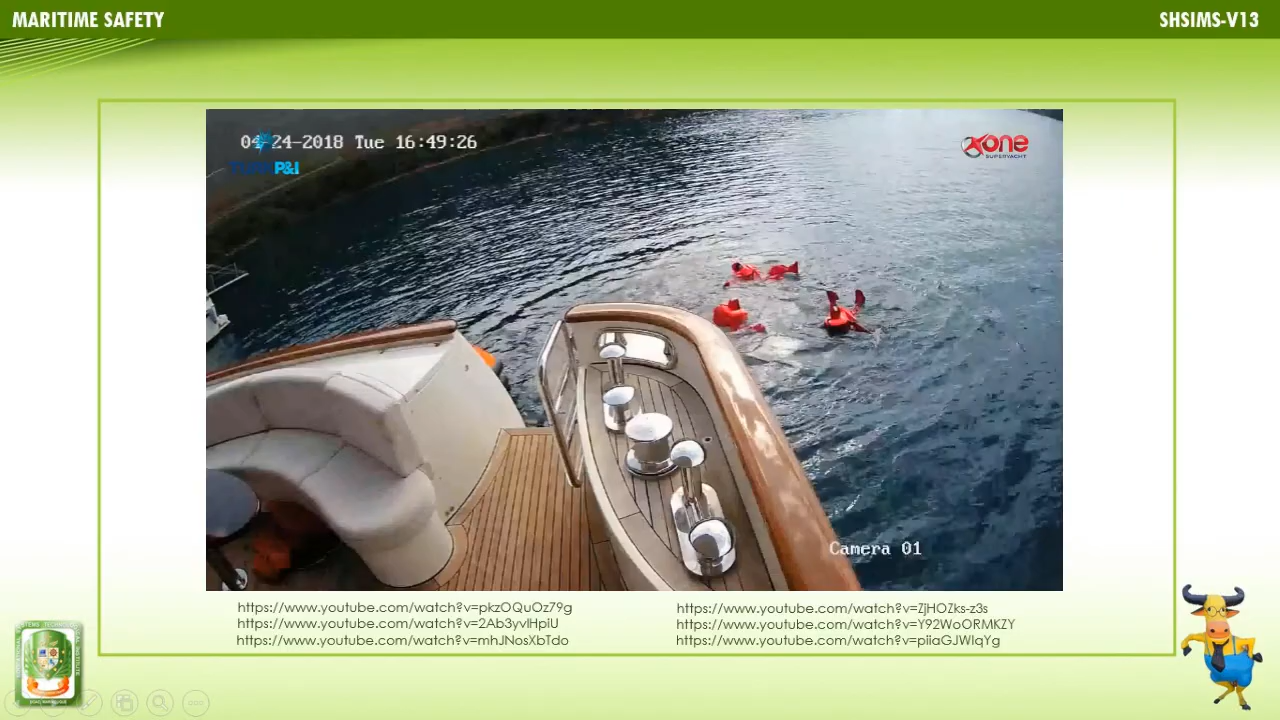 MARITIME SAFETY
SHSIMS-V13
04-24-2018 Tue 16:49:26
P&I
one
SUPERYACHT
Camera 01
https://www.youtube.com/watch?v=pkzOQuOz79g
https://www.youtube.com/watch?v=2Ab3yvlHpiU
https://www.youtube.com/watch?v=mhJNosXbTdo
https://www.youtube.com/watch?v=ZjHOZks-z3s
https://www.youtube.com/watch?v=Y92WoORMKZY
https://www.youtube.com/watch?v=piiaGJWIqYg